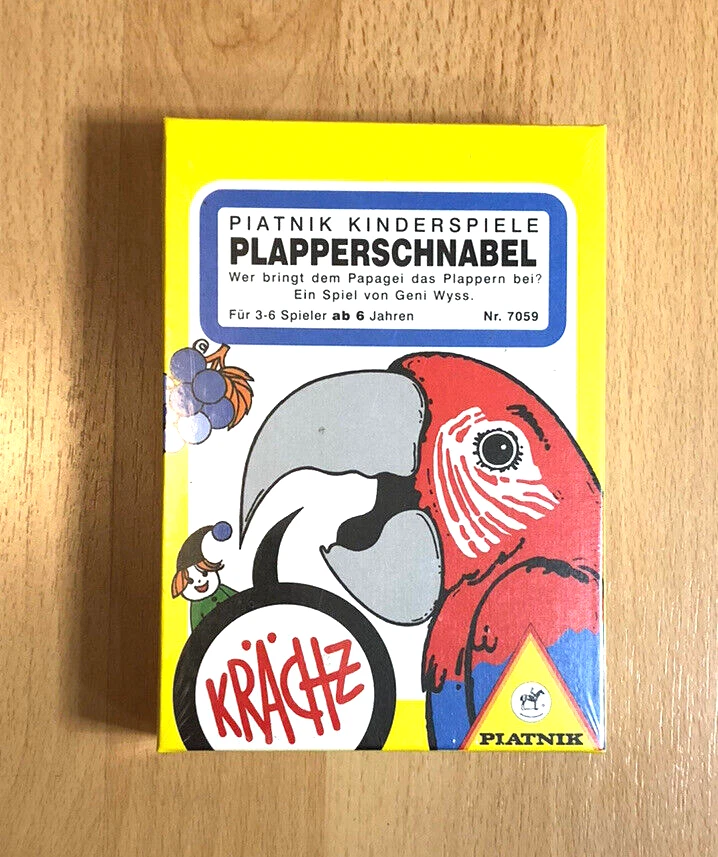 PIATNIK KINDERSPIELE
PLAPPERSCHNABEL
Wer bringt dem Papagei das Plappern bei?
Ein Spiel von Geni Wyss.
Für 3-6 Spieler ab 6 Jahren Nr. 7059
©
KRÄCHZ
PIATNIK